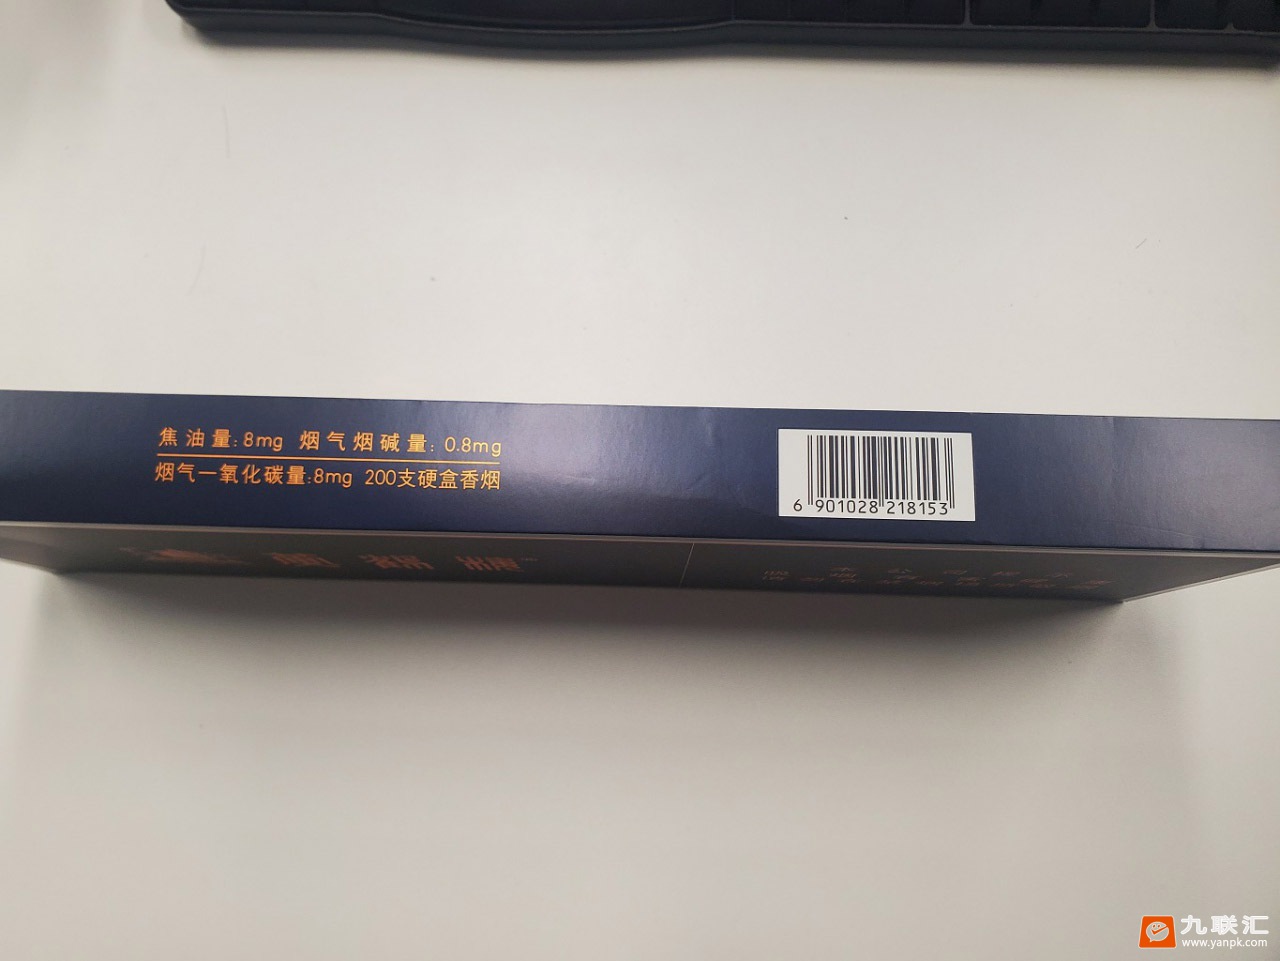 焦油量:8mg 烟气烟碱量:0.8mg
烟气一氧化碳量:8mg 200支硬盒香烟
6 901028 218153
九联汇
www.yanpk.com